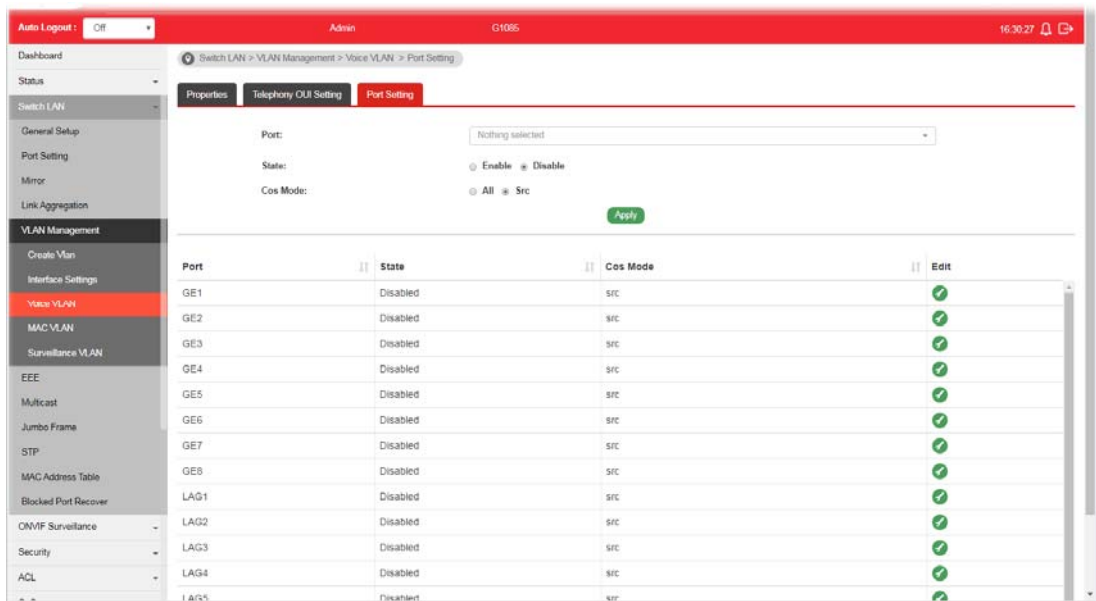 Auto Logout : Off Admin G1085 16:30:27
Dashboard
Status
Switch LAN
General Setup
Port Setting
Mirror
Link Aggregation
VLAN Management
Create Vlan
Interface Settings
Voice VLAN
MAC VLAN
Surveillance VLAN
EEE
Multicast
Jumbo Frame
STP
MAC Address Table
Blocked Port Recover
ONVIF Surveillance
Security
ACL
Switch LAN > VLAN Management > Voice VLAN > Port Setting
Properties Telephony OUI Setting Port Setting
Port: Nothing selected
State: Enable Disable
Cos Mode: All Src
Apply
Port State Cos Mode Edit
GE1 Disabled src
GE2 Disabled src
GE3 Disabled src
GE4 Disabled src
GE5 Disabled src
GE6 Disabled src
GE7 Disabled src
GE8 Disabled src
LAG1 Disabled src
LAG2 Disabled src
LAG3 Disabled src
LAG4 Disabled src
LAG5 Disabled src